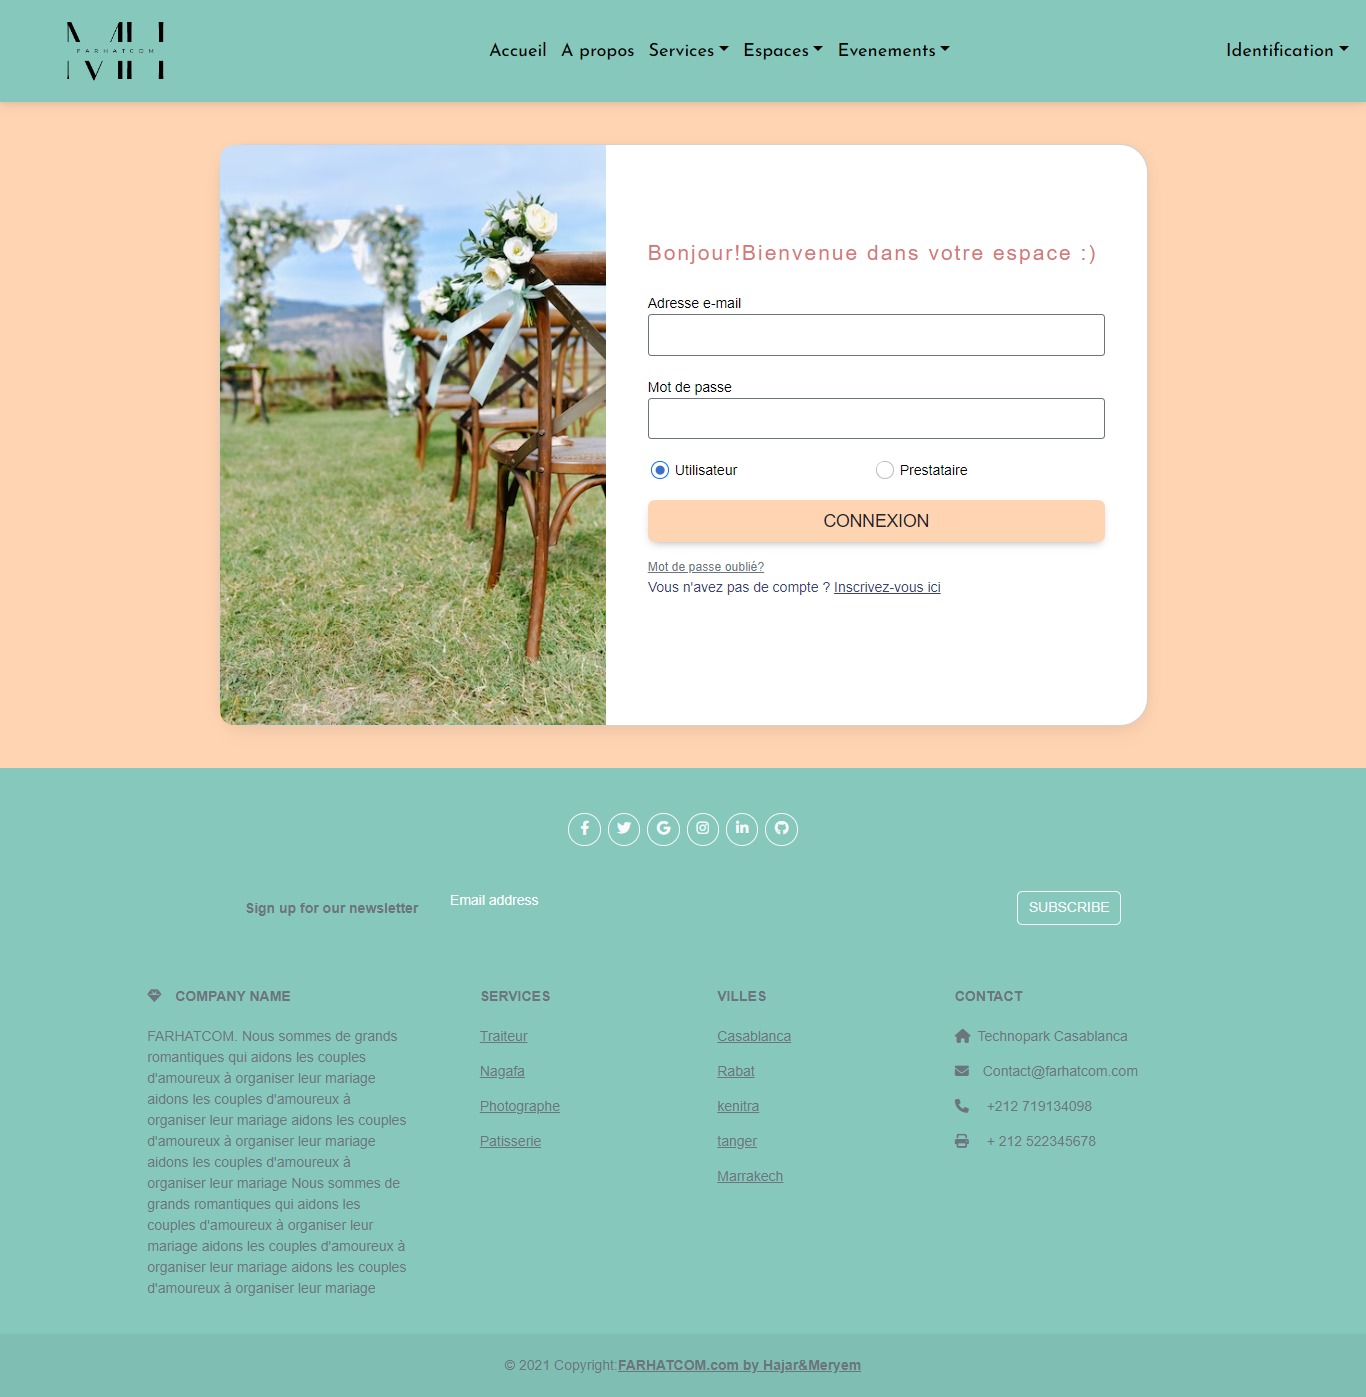 FARHATCOM
Accueil A propos Services Espaces Evenements
Identification
Bonjour!Bienvenue dans votre espace :)
Adresse e-mail
Mot de passe
Utilisateur Prestataire
CONNEXION
Mot de passe oublié?
Vous n'avez pas de compte ? Inscrivez-vous ici
Sign up for our newsletter
Email address
SUBSCRIBE
COMPANY NAME
FARHATCOM. Nous sommes de grands
romantiques qui aidons les couples
d'amoureux à organiser leur mariage
aidons les couples d'amoureux à
organiser leur mariage aidons les couples
d'amoureux à organiser leur mariage
aidons les couples d'amoureux à
organiser leur mariage Nous sommes de
grands romantiques qui aidons les
couples d'amoureux à organiser leur
mariage aidons les couples d'amoureux à
organiser leur mariage aidons les couples
d'amoureux à organiser leur mariage
SERVICES
Traiteur
Nagafa
Photographe
Patisserie
VILLES
Casablanca
Rabat
kenitra
tanger
Marrakech
CONTACT
Technopark Casablanca
Contact@farhatcom.com
+212 719134098
+ 212 522345678
© 2021 Copyright:FARHATCOM.com by Hajar&Meryem